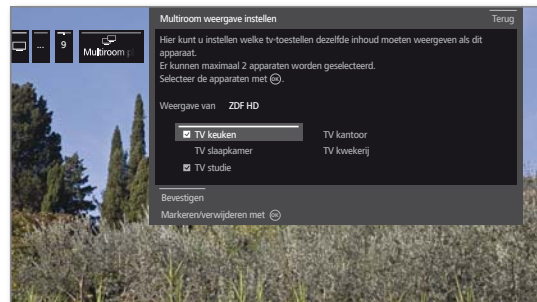 Multiroom weergave instellen
Terug
... 9 Multiroom
Hier kunt u instellen welke tv-toestellen dezelfde inhoud moeten weergeven als dit
apparaat.
Er kunnen maximaal 2 apparaten worden geselecteerd.
Selecteer de apparaten met OK.
Weergave van ZDF HD
TV keuken
TV kantoor
TV slaapkamer
TV kwekerij
TV studie
Bevestigen
Markeren/verwijderen met OK